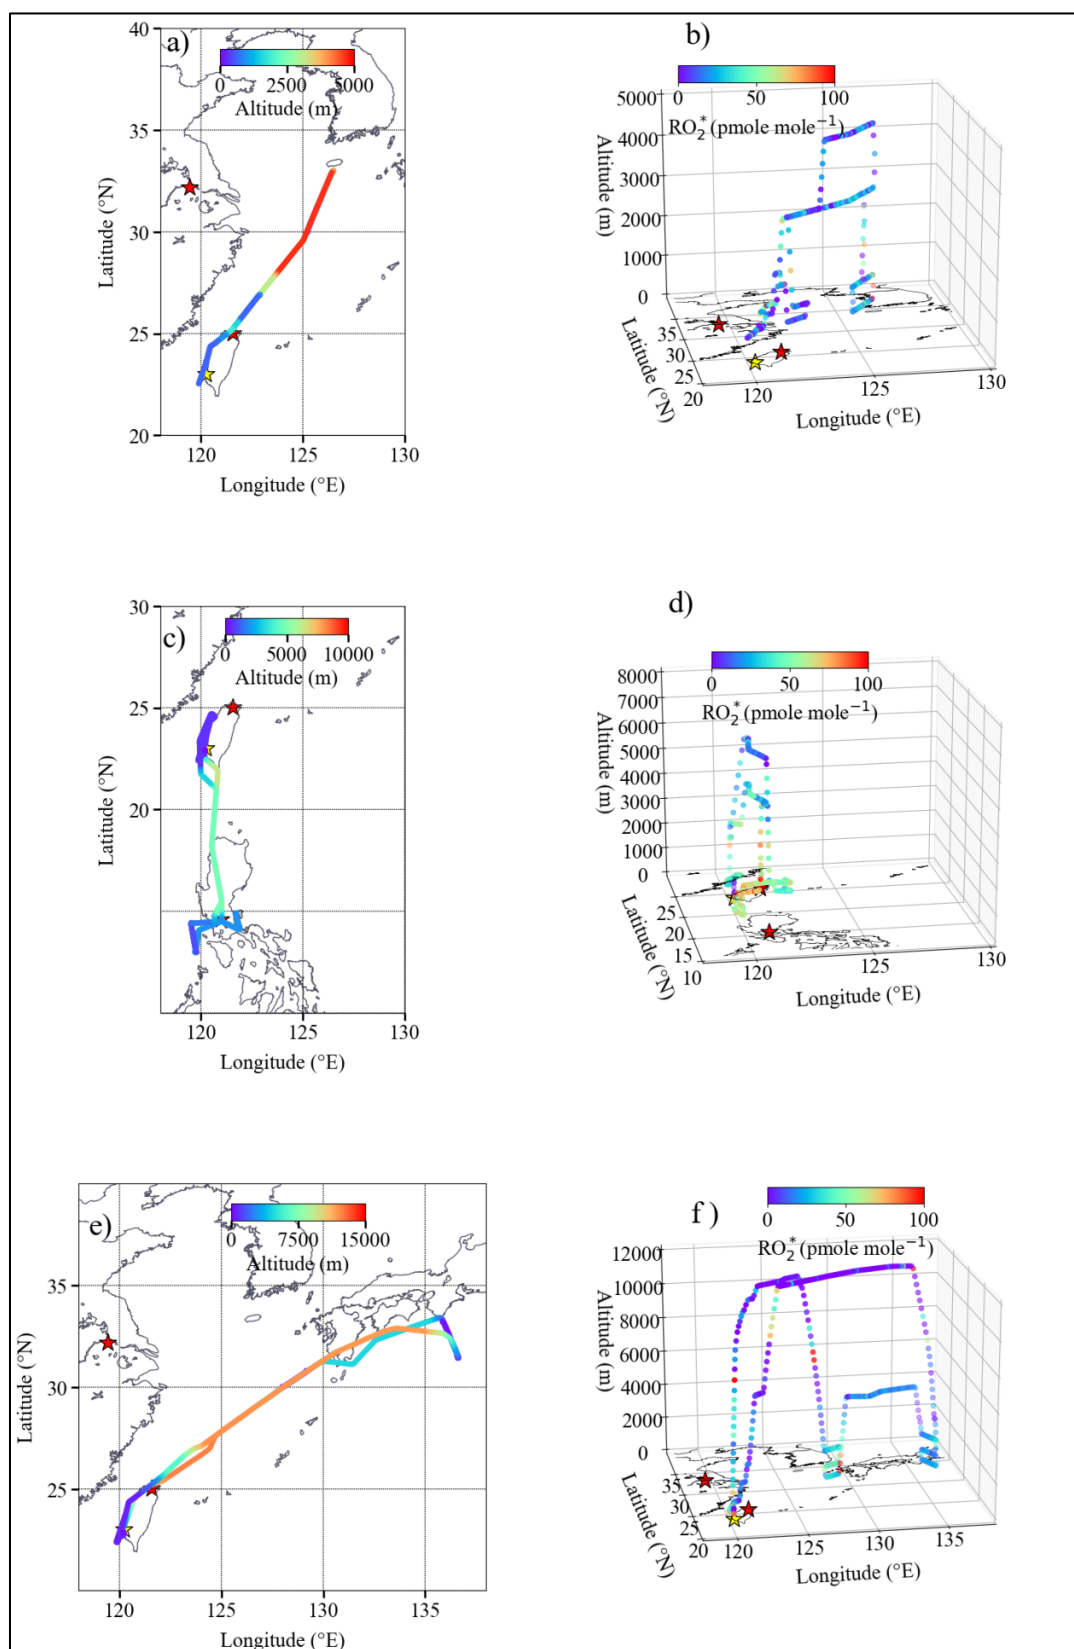 a)
40
35
30
25
20
Latitude (°N)
0 2500 5000
Altitude (m)
120 125 130
Longitude (°E)
b)
0 50 100
RO₂* (pmole mole⁻¹)
5000
4000
3000
2000
1000
0
Altitude (m)
35
30
25
20
Latitude (°N)
120 125 130
Longitude (°E)
c)
30
25
20
Latitude (°N)
0 5000 10000
Altitude (m)
120 125 130
Longitude (°E)
d)
0 50 100
RO₂* (pmole mole⁻¹)
8000
7000
6000
5000
4000
3000
2000
1000
0
Altitude (m)
25
20
15
10
Latitude (°N)
120 125 130
Longitude (°E)
e)
35
30
25
Latitude (°N)
0 7500 15000
Altitude (m)
120 125 130 135
Longitude (°E)
f )
0 50 100
RO₂* (pmole mole⁻¹)
12000
10000
8000
6000
4000
2000
0
Altitude (m)
35
30
25
20
Latitude (°N)
120 125 130 135
Longitude (°E)